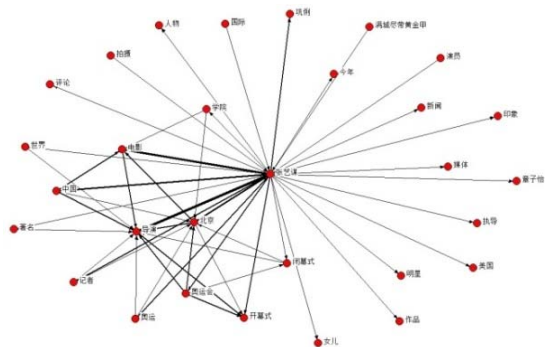 人物
国际
巩例
满城尽带黄金甲
演员
拍摄
今年
评论
学院
新闻
印象
世界
电影
张艺谋
媒体
章子怡
中国
著名
导演
北京
执导
闭幕式
美国
记者
奥运会
明星
奥运
开幕式
作品
女儿